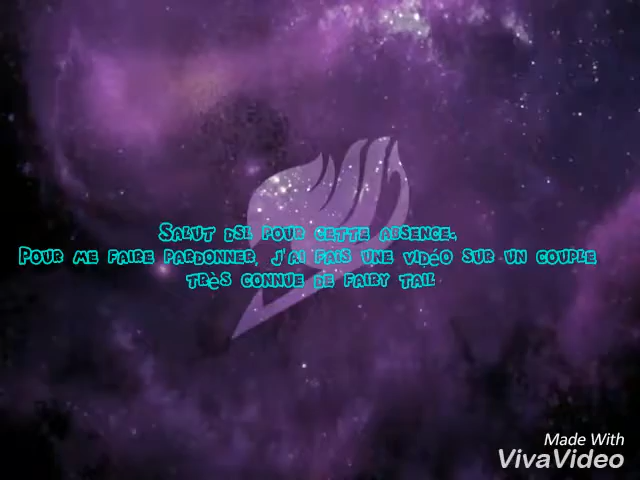 Salut dsl pour cette absence.
Pour me faire pardonner, j'ai fais une vidéo sur un couple
très connue de fairy tail
Made With
VivaVideo